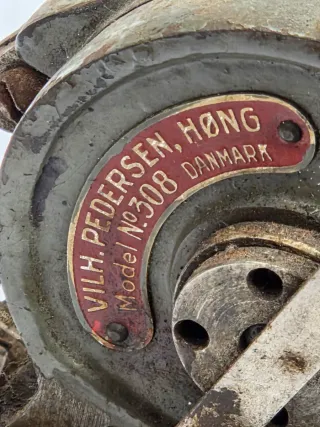 VILH. PEDERSEN, HØNG
Model No. 308 DANMARK